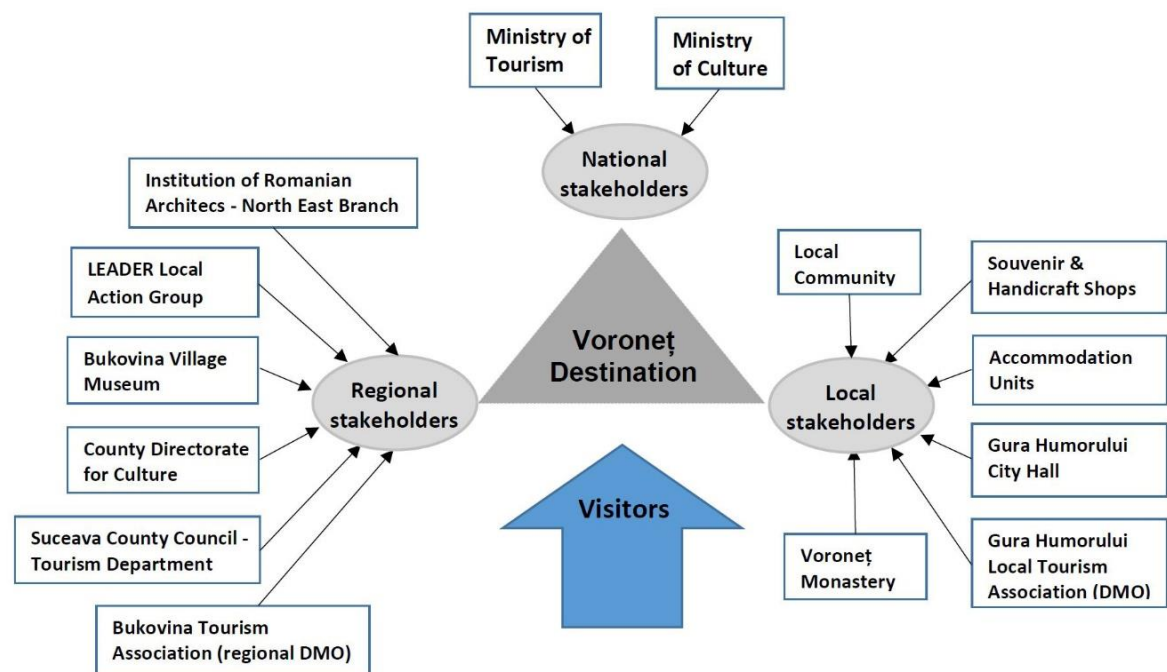 Ministry of
Tourism
Ministry
of Culture
National
stakeholders
Institution of Romanian
Architecs - North East Branch
LEADER Local
Action Group
Bukovina Village
Museum
County Directorate
for Culture
Suceava County Council -
Tourism Department
Bukovina Tourism
Association (regional DMO)
Regional
stakeholders
Voroneț
Destination
Visitors
Local
Community
Souvenir &
Handicraft Shops
Accommodation
Units
Gura Humorului
City Hall
Gura Humorului
Local Tourism
Association (DMO)
Voroneț
Monastery
Local
stakeholders